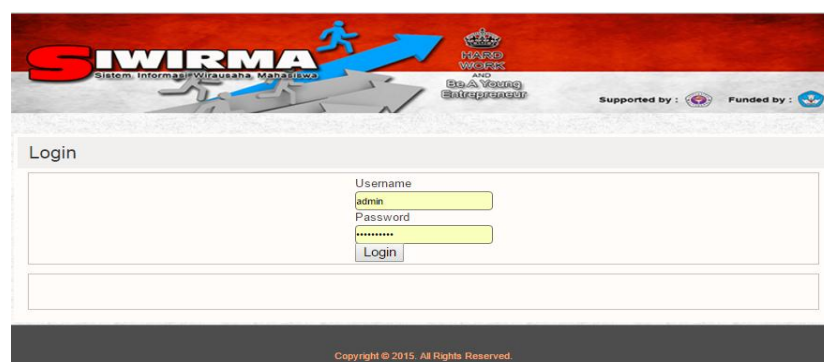 SIWIRMA
Sistem Informasi Wirausaha Mahasiswa
HARD
WORK
AND
Be A Young
Entrepreneur
Supported by :
Funded by :
Login
Username
admin
Password
••••••••••
Login
Copyright © 2015. All Rights Reserved.